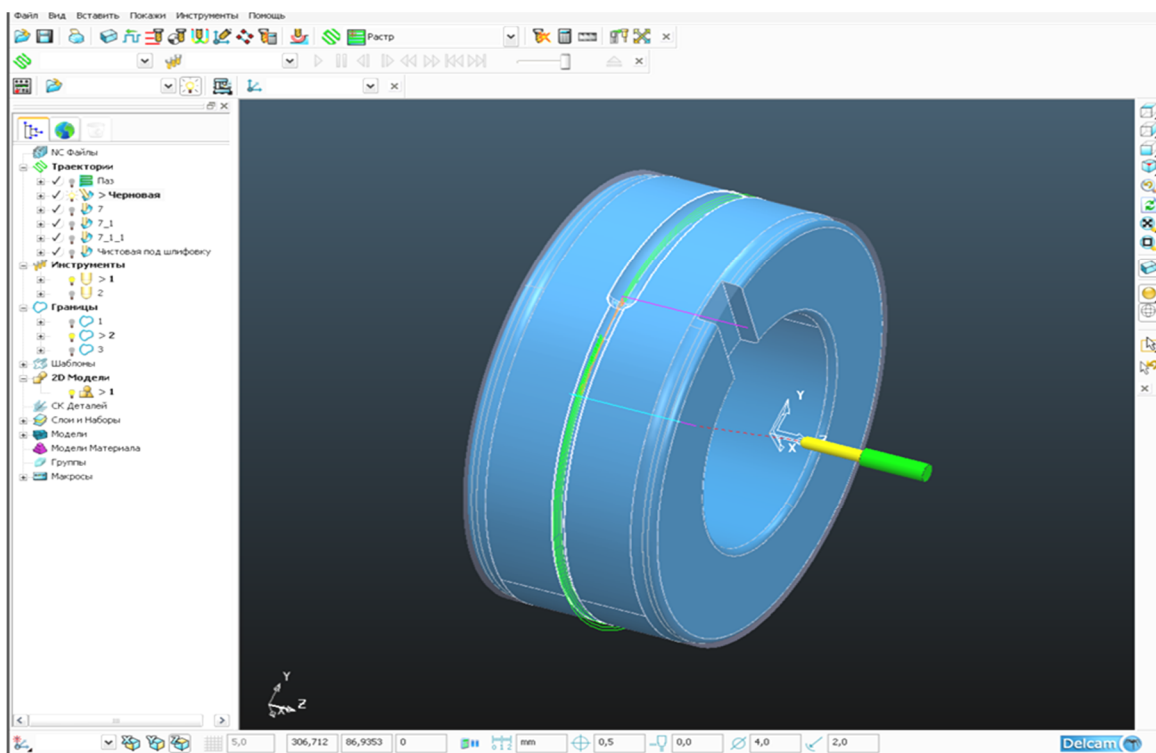 Файл Вид Вставить Покажи Инструменты Помощь
Растр
NC Файлы
Траектории
Паз
> Черновая
7
7_1
7_1_1
Чистовая под шлифовку
Инструменты
> 1
2
Границы
1
> 2
3
Шаблоны
2D Модели
> 1
СК Деталей
Слои и Наборы
Модели
Модели Материала
Группы
Макросы
Y
X
Z
Y
X
Z
5,0 306,712 86,9353 0 mm 0,5 0,0 4,0 2,0 Delcam